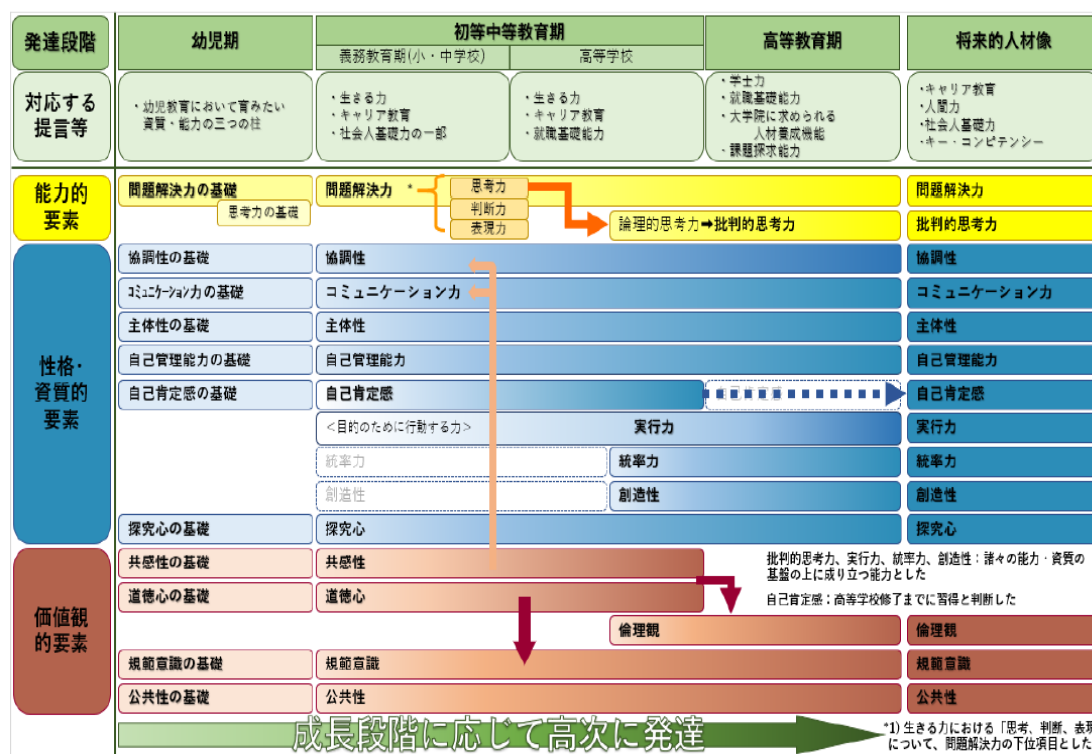 発達段階
幼児期
初等中等教育期
義務教育期(小・中学校)
高等学校
高等教育期
将来的人材像
対応する
提言等
・幼児教育において育みたい
資質・能力の三つの柱
・生きる力
・キャリア教育
・社会人基礎力の一部
・生きる力
・キャリア教育
・就職基礎能力
・学士力
・就職基礎能力
・大学院に求められる
人材養成機能
・課題探求能力
・キャリア教育
・人間力
・社会人基礎力
・キー・コンピテンシー
能力的
要素
問題解決力の基礎
思考力の基礎
問題解決力 *
思考力
判断力
表現力
論理的思考力➡批判的思考力
問題解決力
批判的思考力
性格・
資質的
要素
協調性の基礎
協調性
協調性
コミュニケーション力の基礎
コミュニケーション力
コミュニケーション力
主体性の基礎
主体性
主体性
自己管理能力の基礎
自己管理能力
自己管理能力
自己肯定感の基礎
自己肯定感
自己肯定感
自己肯定感
<目的のために行動する力>
実行力
実行力
統率力
統率力
統率力
創造性
創造性
創造性
探究心の基礎
探究心
探究心
価値観
的要素
共感性の基礎
共感性
道徳心の基礎
道徳心
批判的思考力、実行力、統率力、創造性：諸々の能力・資質の
基盤の上に成り立つ能力とした
自己肯定感：高等学校修了までに習得と判断した
倫理観
倫理観
規範意識の基礎
規範意識
規範意識
公共性の基礎
公共性
公共性
成長段階に応じて高次に発達
*1) 生きる力における「思考、判断、表現
について、問題解決力の下位項目とした